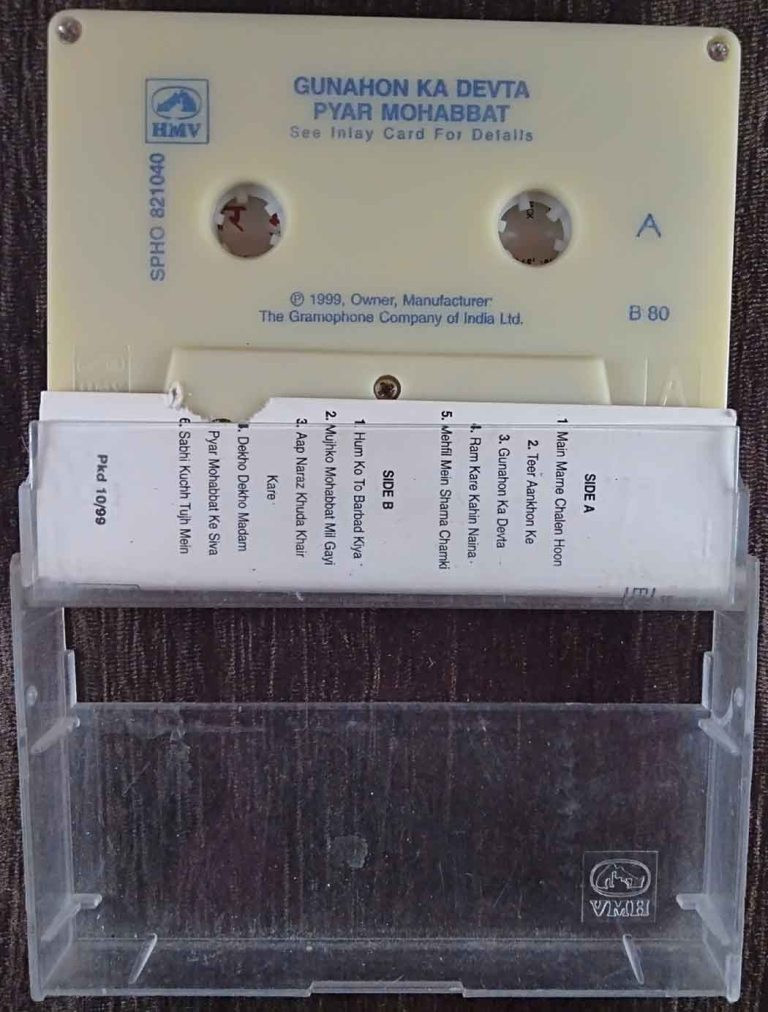 GUNAHON KA DEVTA
PYAR MOHABBAT
See Inlay Card For Details
HMV
SPHO 821040
A
℗ 1999, Owner, Manufacturer
The Gramophone Company of India Ltd.
B 80
SIDE A
1 Main Marne Chalen Hoon
2. Teer Aankhon Ke
3. Gunahon Ka Devta
4. Ram Kare Kahin Naina
5. Mehfil Mein Shama Chamki
SIDE B
1. Hum Ko To Barbad Kiya
2. Mujhko Mohabbat Mil Gayi
3. Aap Naraz Khuda Khair
Kare
4. Dekho Dekho Madam
Pyar Mohabbat Ke Siva
6. Sabhi Kuchh Tujh Mein
Pkd 10/99
HMV